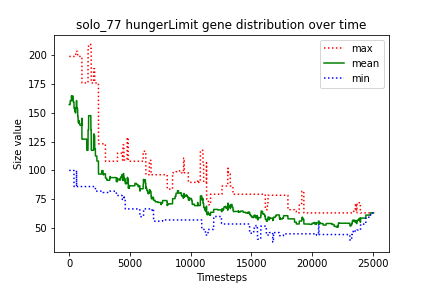 solo_77 hungerLimit gene distribution over time
max
mean
min
Size value
200
175
150
125
100
75
50
0
5000
10000
15000
20000
25000
Timesteps